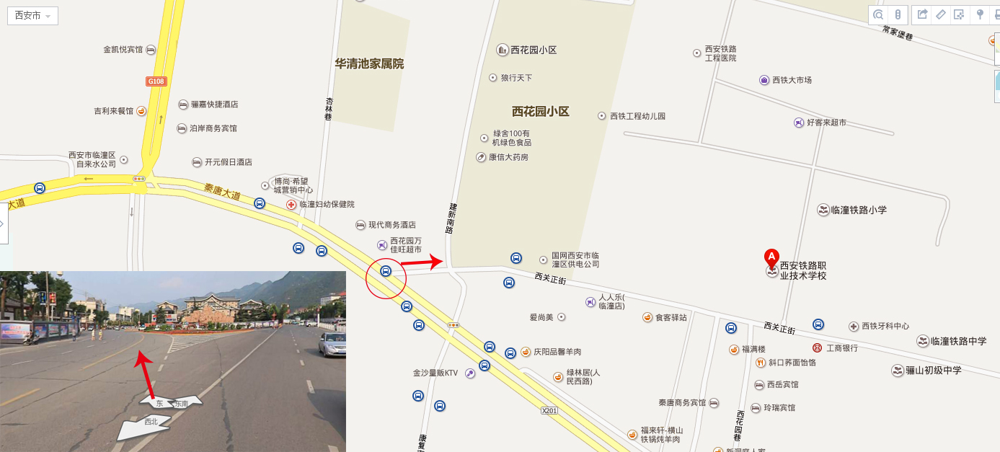 西安市
常家堡巷
金凯悦宾馆
西花园小区
西安铁路
工程医院
华清池家属院
G108
狼行天下
西铁大市场
杏林巷
骊嘉快捷酒店
吉利来餐馆
西花园小区
西铁工程幼儿园
好客来超市
泊岸商务宾馆
绿舍100有
机绿色食品
西安市临潼区
自来水公司
开元假日酒店
康信大药房
博尚·希望
城营销中心
秦唐大道
大道
临潼妇幼保健院
临潼铁路小学
建新南路
现代商务酒店
西花园万
佳旺超市
国网西安市临
潼区供电公司
A
西安铁路职
业技术学校
西关正街
人人乐(
临潼店)
爱尚美
食客驿站
西关正街
西铁牙科中心
临潼铁路中学
福满楼
工商银行
庆阳品馨羊肉
斜口荞面饸饹
骊山初级中学
金沙量贩KTV
绿林居(人
民西路)
西岳宾馆
秦唐商务宾馆
玲瑞宾馆
X201
西花园巷
福来轩-横山
铁锅炖羊肉
康复
东
东南
西北